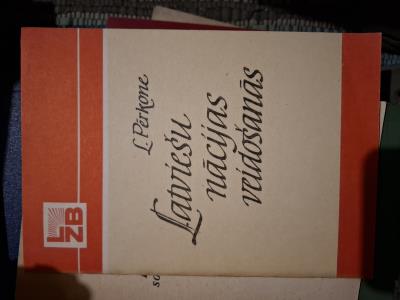 L. Pērkone
Latviešu
nācijas
veidošanās
LZB